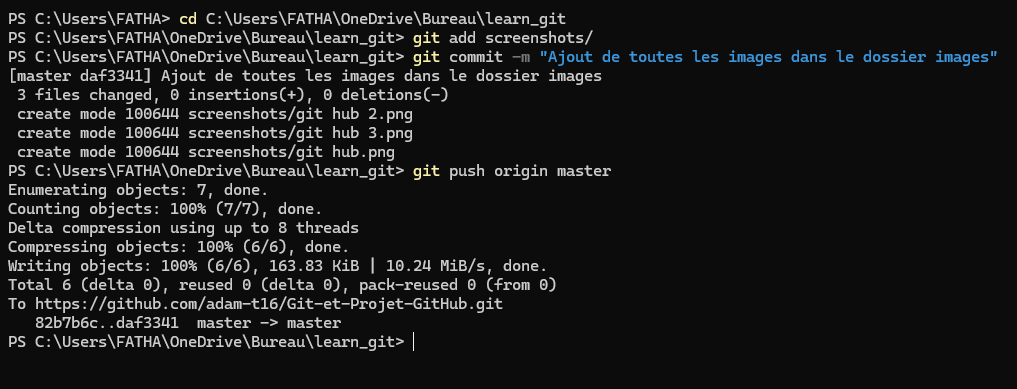 PS C:\Users\FATHA> cd C:\Users\FATHA\OneDrive\Bureau\learn_git
PS C:\Users\FATHA\OneDrive\Bureau\learn_git> git add screenshots/
PS C:\Users\FATHA\OneDrive\Bureau\learn_git> git commit -m "Ajout de toutes les images dans le dossier images"
[master daf3341] Ajout de toutes les images dans le dossier images
 3 files changed, 0 insertions(+), 0 deletions(-)
 create mode 100644 screenshots/git hub 2.png
 create mode 100644 screenshots/git hub 3.png
 create mode 100644 screenshots/git hub.png
PS C:\Users\FATHA\OneDrive\Bureau\learn_git> git push origin master
Enumerating objects: 7, done.
Counting objects: 100% (7/7), done.
Delta compression using up to 8 threads
Compressing objects: 100% (6/6), done.
Writing objects: 100% (6/6), 163.83 KiB | 10.24 MiB/s, done.
Total 6 (delta 0), reused 0 (delta 0), pack-reused 0 (from 0)
To https://github.com/adam-t16/Git-et-Projet-GitHub.git
   82b7b6c..daf3341  master -> master
PS C:\Users\FATHA\OneDrive\Bureau\learn_git>